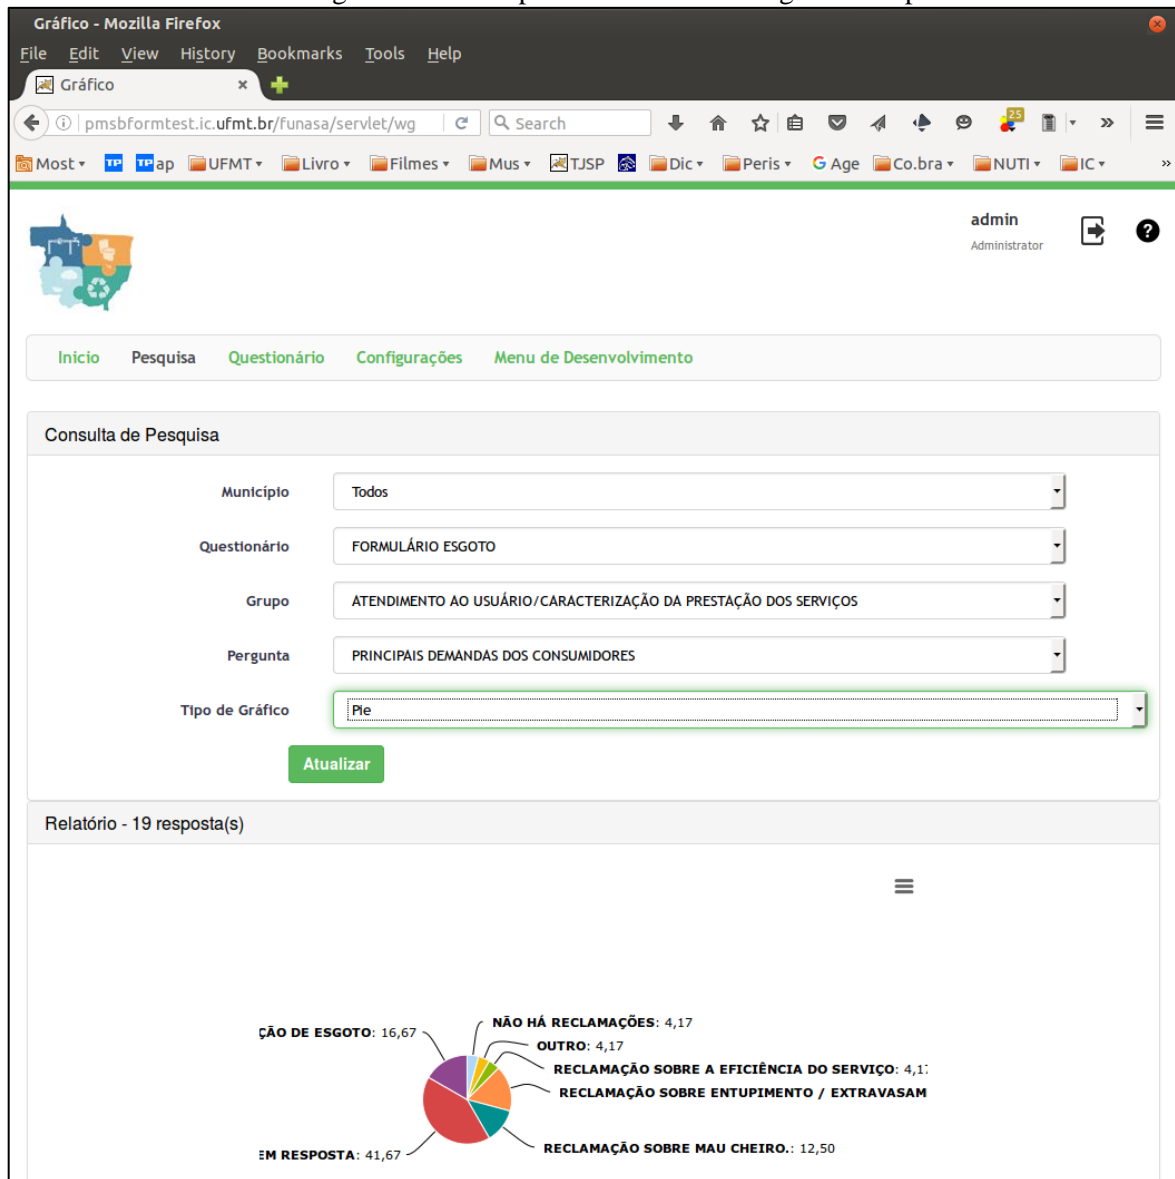 Gráfico - Mozilla Firefox
File Edit View History Bookmarks Tools Help
Gráfico
pmsbformtest.ic.ufmt.br/funasa/servlet/wg Search 25
Most TP TP ap UFMT Livro Filmes Mus TJSP Dic Peris G Age Co.bra NUTI IC »
admin
Administrator
Inicio Pesquisa Questionário Configurações Menu de Desenvolvimento
Consulta de Pesquisa
Município Todos
Questionário FORMULÁRIO ESGOTO
Grupo ATENDIMENTO AO USUÁRIO/CARACTERIZAÇÃO DA PRESTAÇÃO DOS SERVIÇOS
Pergunta PRINCIPAIS DEMANDAS DOS CONSUMIDORES
Tipo de Gráfico Pie
Atualizar
Relatório - 19 resposta(s)
NÃO HÁ RECLAMAÇÕES: 4,17
ÇÃO DE ESGOTO: 16,67
OUTRO: 4,17
RECLAMAÇÃO SOBRE A EFICIÊNCIA DO SERVIÇO: 4,17
RECLAMAÇÃO SOBRE ENTUPIMENTO / EXTRAVASAM
RECLAMAÇÃO SOBRE MAU CHEIRO.: 12,50
EM RESPOSTA: 41,67